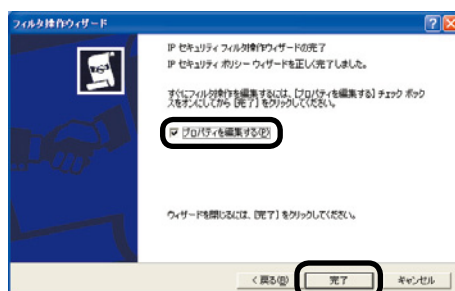 フィルタ操作ウィザード
IP セキュリティ フィルタ操作ウィザードの完了
IP セキュリティ ポリシー ウィザードを正しく完了しました。
すぐにフィルタ操作を編集するには、[プロパティを編集する] チェック ボック
スをオンにしてから [完了] をクリックしてください。
プロパティを編集する(P)
ウィザードを閉じるには、[完了] をクリックしてください。
< 戻る(B)
完了
キャンセル